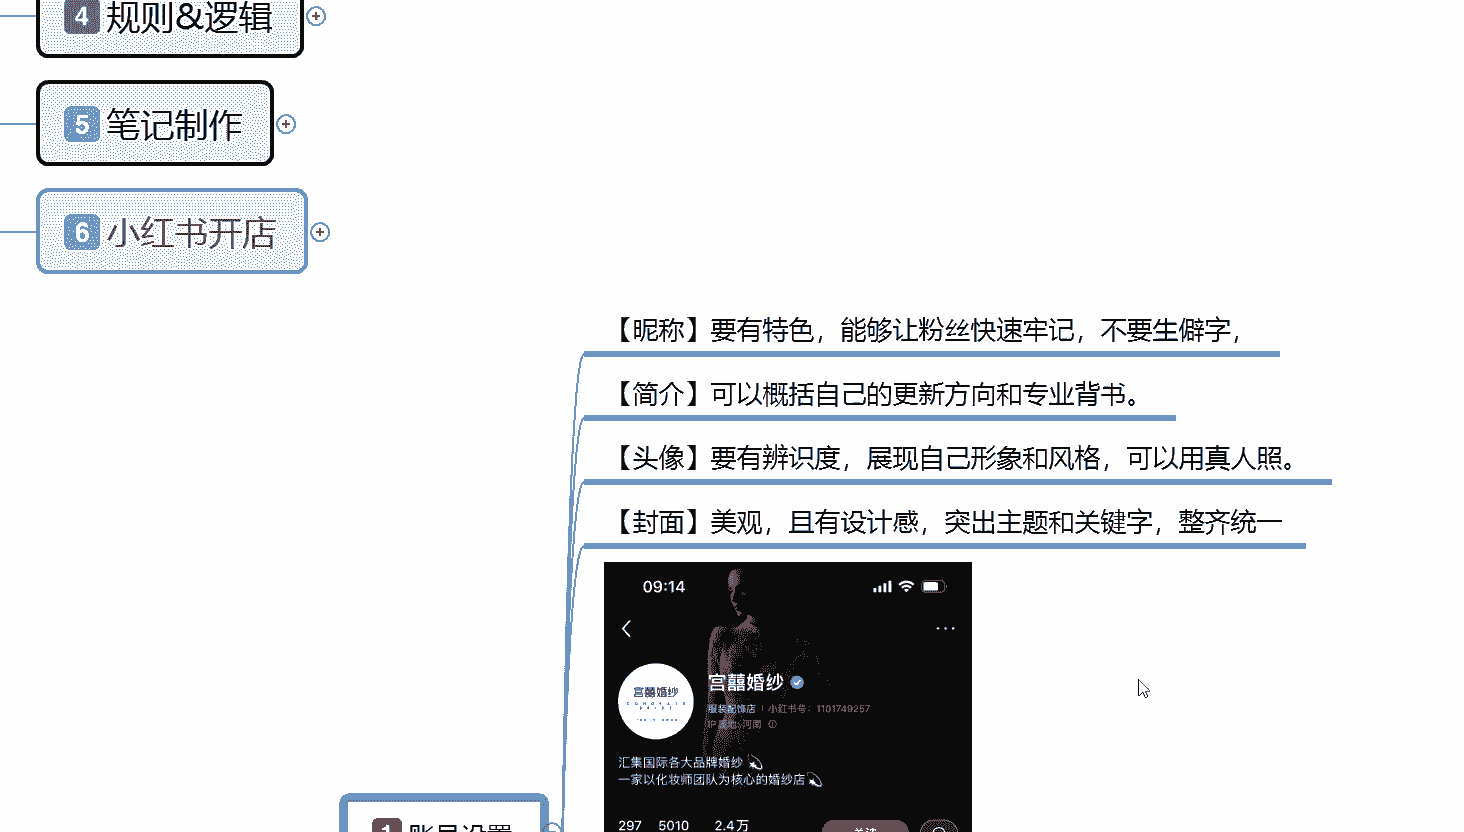 4 规则&逻辑
5 笔记制作
6 小红书开店
【昵称】要有特色，能够让粉丝快速牢记，不要生僻字，
【简介】可以概括自己的更新方向和专业背书。
【头像】要有辨识度，展现自己形象和风格，可以用真人照。
【封面】美观，且有设计感，突出主题和关键字，整齐统一
09:14
宫囍婚纱
宫囍婚纱
服装配饰店 小红书号：1101749257
IP属地：河南
汇集国际各大品牌婚纱
一家以化妆师团队为核心的婚纱店
297 5010 2.4万
1 账号设置